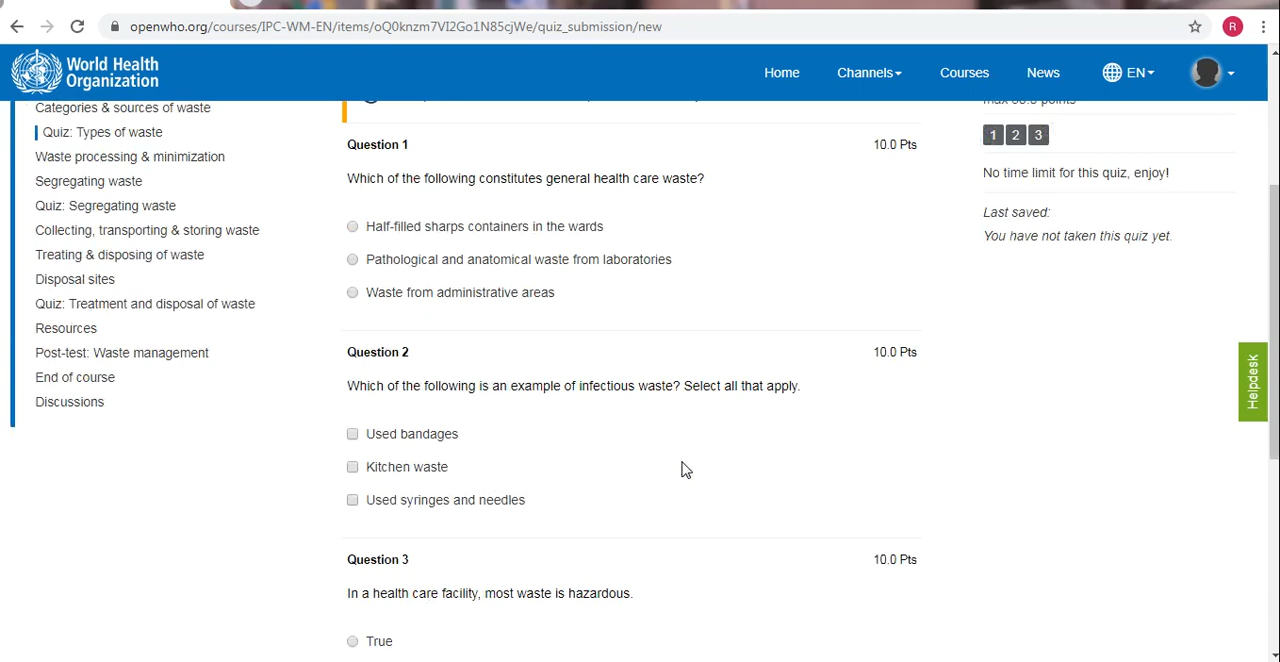 openwho.org/courses/IPC-WM-EN/items/oQ0knzm7VI2Go1N85cjWe/quiz_submission/new
R
World Health
Organization
Home
Channels
Courses
News
EN
Categories & sources of waste
Quiz: Types of waste
Waste processing & minimization
Segregating waste
Quiz: Segregating waste
Collecting, transporting & storing waste
Treating & disposing of waste
Disposal sites
Quiz: Treatment and disposal of waste
Resources
Post-test: Waste management
End of course
Discussions
Question 1
10.0 Pts
Which of the following constitutes general health care waste?
Half-filled sharps containers in the wards
Pathological and anatomical waste from laboratories
Waste from administrative areas
Question 2
10.0 Pts
Which of the following is an example of infectious waste? Select all that apply.
Used bandages
Kitchen waste
Used syringes and needles
Question 3
10.0 Pts
In a health care facility, most waste is hazardous.
True
1 2 3
No time limit for this quiz, enjoy!
Last saved:
You have not taken this quiz yet.
Helpdesk